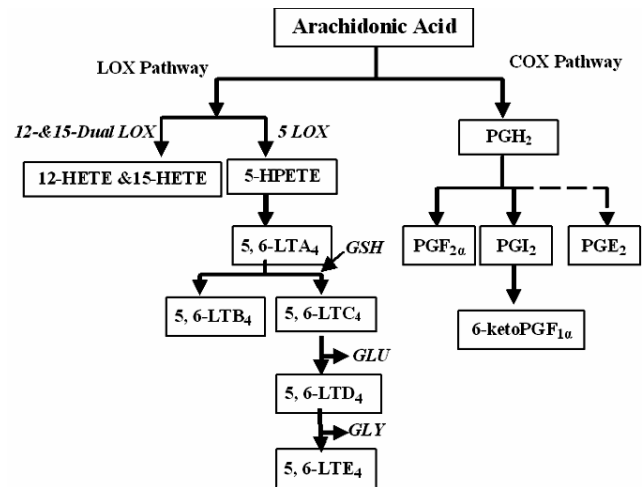 Arachidonic Acid
LOX Pathway
COX Pathway
12-&15-Dual LOX
5 LOX
PGH₂
12-HETE &15-HETE
5-HPETE
5, 6-LTA₄
GSH
PGF₂α
PGI₂
PGE₂
5, 6-LTB₄
5, 6-LTC₄
6-ketoPGF₁α
GLU
5, 6-LTD₄
GLY
5, 6-LTE₄